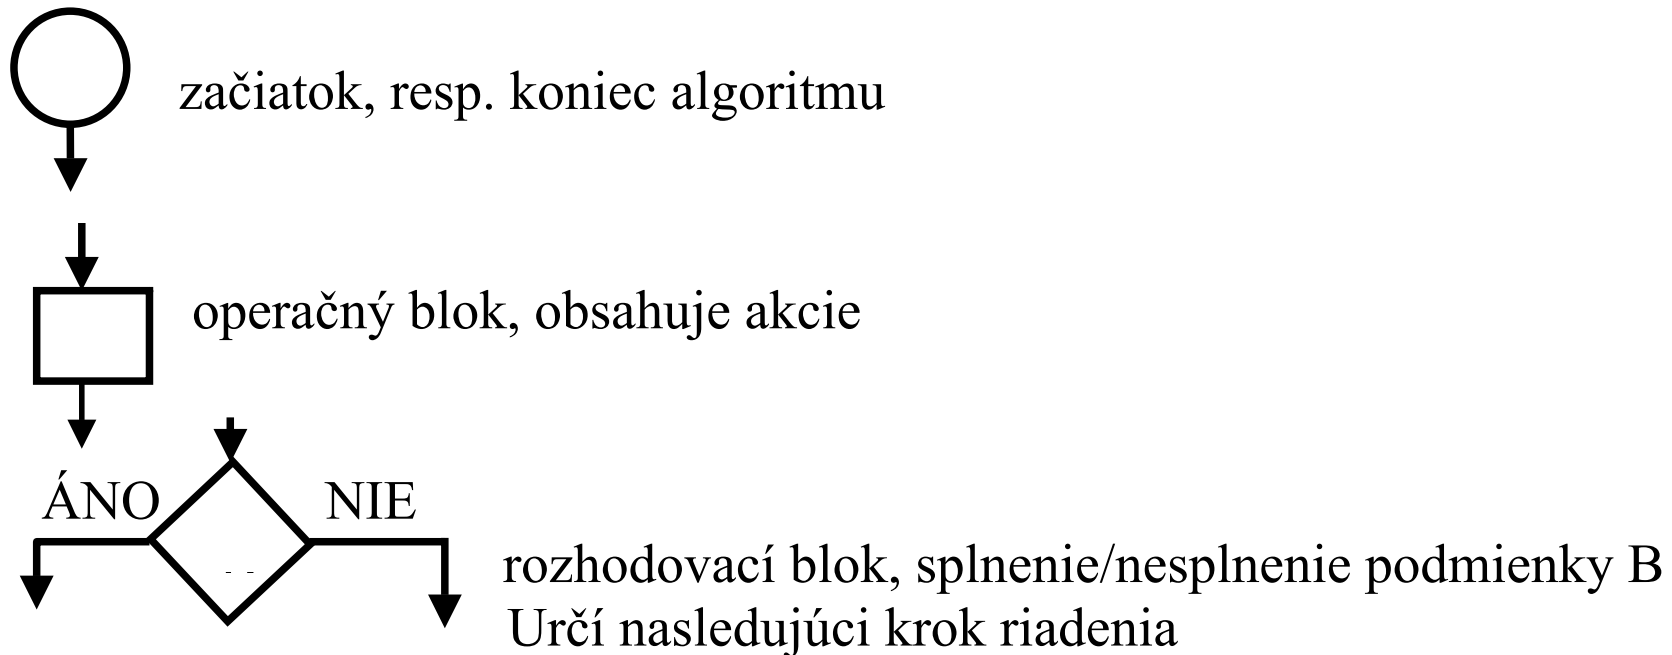 začiatok, resp. koniec algoritmu
operačný blok, obsahuje akcie
ÁNO NIE
rozhodovací blok, splnenie/nesplnenie podmienky B
Určí nasledujúci krok riadenia